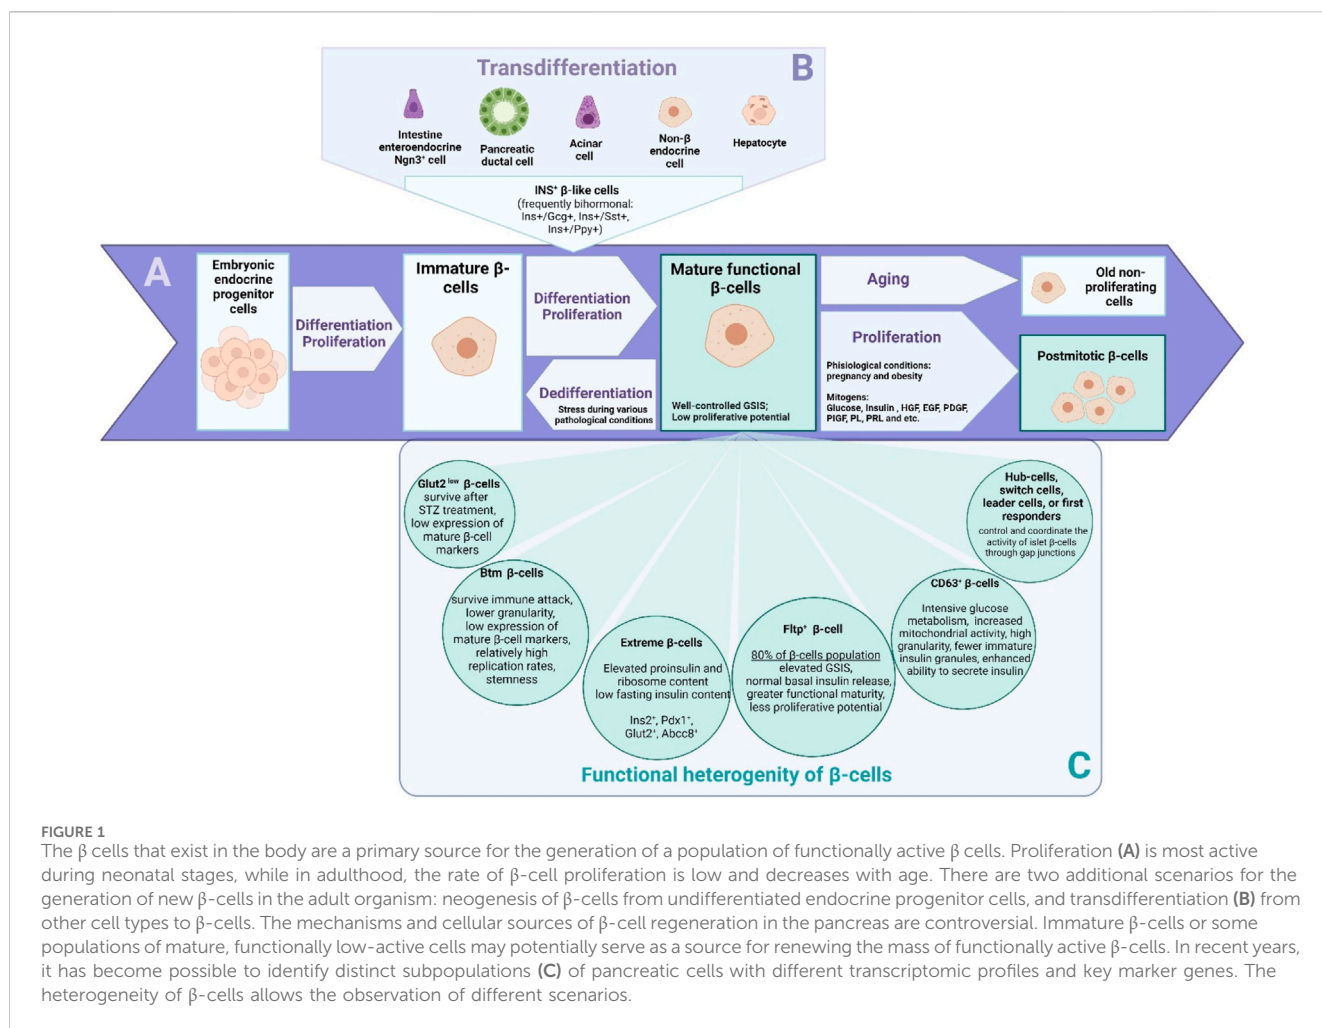 Transdifferentiation
B
Intestine
enteroendocrine
Ngn3⁺ cell
Pancreatic
ductal cell
Acinar
cell
Non-β
endocrine
cell
Hepatocyte
INS⁺ β-like cells
(frequently bihormonal:
Ins+/Gcg+, Ins+/Sst+,
Ins+/Ppy+)
A
Embryonic
endocrine
progenitor
cells
Differentiation
Proliferation
Immature β-
cells
Differentiation
Proliferation
Dedifferentiation
Stress during various
pathological conditions
Mature functional
β-cells
Well-controlled GSIS;
Low proliferative potential
Aging
Proliferation
Phisiological conditions:
pregnancy and obesity
Mitogens:
Glucose, Insulin , HGF, EGF, PDGF,
PlGF, PL, PRL and etc.
Old non-
proliferating
cells
Postmitotic β-cells
Glut2 ˡᵒʷ β-cells
survive after
STZ treatment,
low expression of
mature β-cell
markers
Btm β-cells
survive immune attack,
lower granularity,
low expression of
mature β-cell markers,
relatively high
replication rates,
stemness
Extreme β-cells
Elevated proinsulin and
ribosome content
low fasting insulin content
Ins2⁺, Pdx1⁺,
Glut2⁺, Abcc8⁺
Fltp⁺ β-cell
80% of β-cells population
elevated GSIS,
normal basal insulin release,
greater functional maturity,
less proliferative potential
CD63⁺ β-cells
Intensive glucose
metabolism, increased
mitochondrial activity, high
granularity, fewer immature
insulin granules, enhanced
ability to secrete insulin
Hub-cells,
switch cells,
leader cells, or first
responders
control and coordinate the
activity of islet β-cells
through gap junctions
Functional heterogenity of β-cells
C
FIGURE 1
The β cells that exist in the body are a primary source for the generation of a population of functionally active β cells. Proliferation (A) is most active
during neonatal stages, while in adulthood, the rate of β-cell proliferation is low and decreases with age. There are two additional scenarios for the
generation of new β-cells in the adult organism: neogenesis of β-cells from undifferentiated endocrine progenitor cells, and transdifferentiation (B) from
other cell types to β-cells. The mechanisms and cellular sources of β-cell regeneration in the pancreas are controversial. Immature β-cells or some
populations of mature, functionally low-active cells may potentially serve as a source for renewing the mass of functionally active β-cells. In recent years,
it has become possible to identify distinct subpopulations (C) of pancreatic cells with different transcriptomic profiles and key marker genes. The
heterogeneity of β-cells allows the observation of different scenarios.